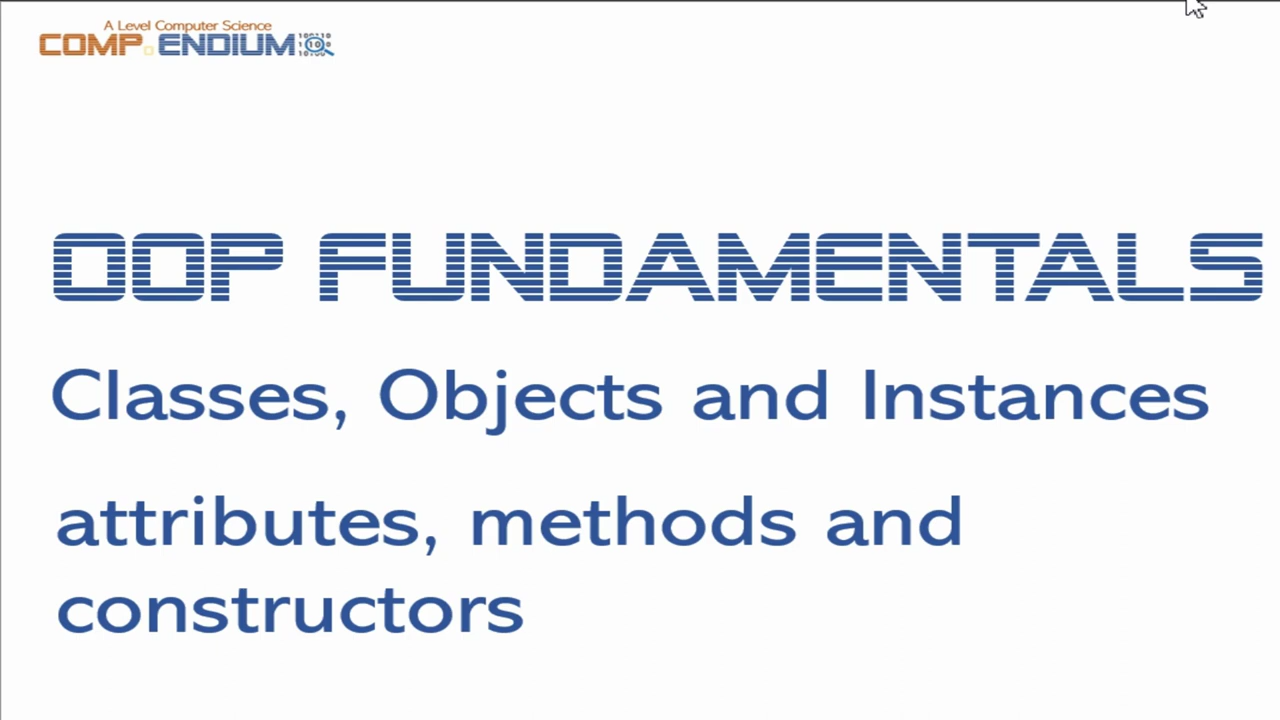 A Level Computer Science
COMP.ENDIUM
OOP FUNDAMENTALS
Classes, Objects and Instances
attributes, methods and
constructors